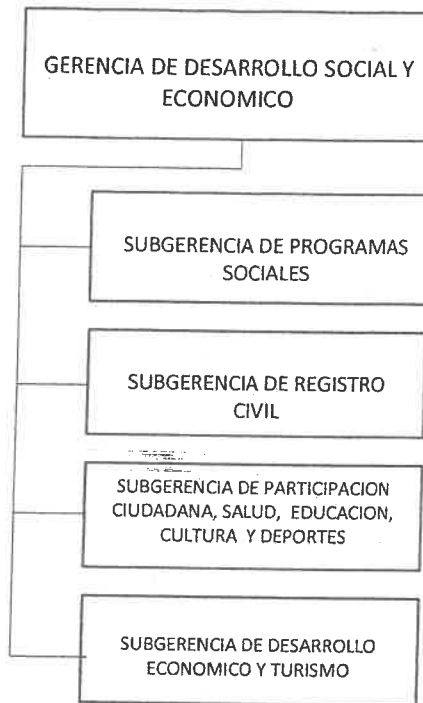 GERENCIA DE DESARROLLO SOCIAL Y
ECONOMICO
SUBGERENCIA DE PROGRAMAS
SOCIALES
SUBGERENCIA DE REGISTRO
CIVIL
SUBGERENCIA DE PARTICIPACION
CIUDADANA, SALUD, EDUCACION,
CULTURA Y DEPORTES
SUBGERENCIA DE DESARROLLO
ECONOMICO Y TURISMO